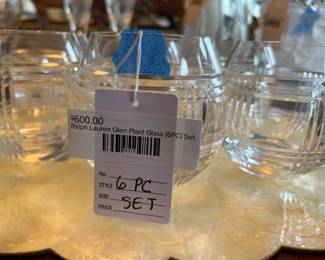 $600.00
Ralph Lauren Glen Plaid Glass (6PC) Set
No.
STYLE 6 PC
SIZE SET
PRICE